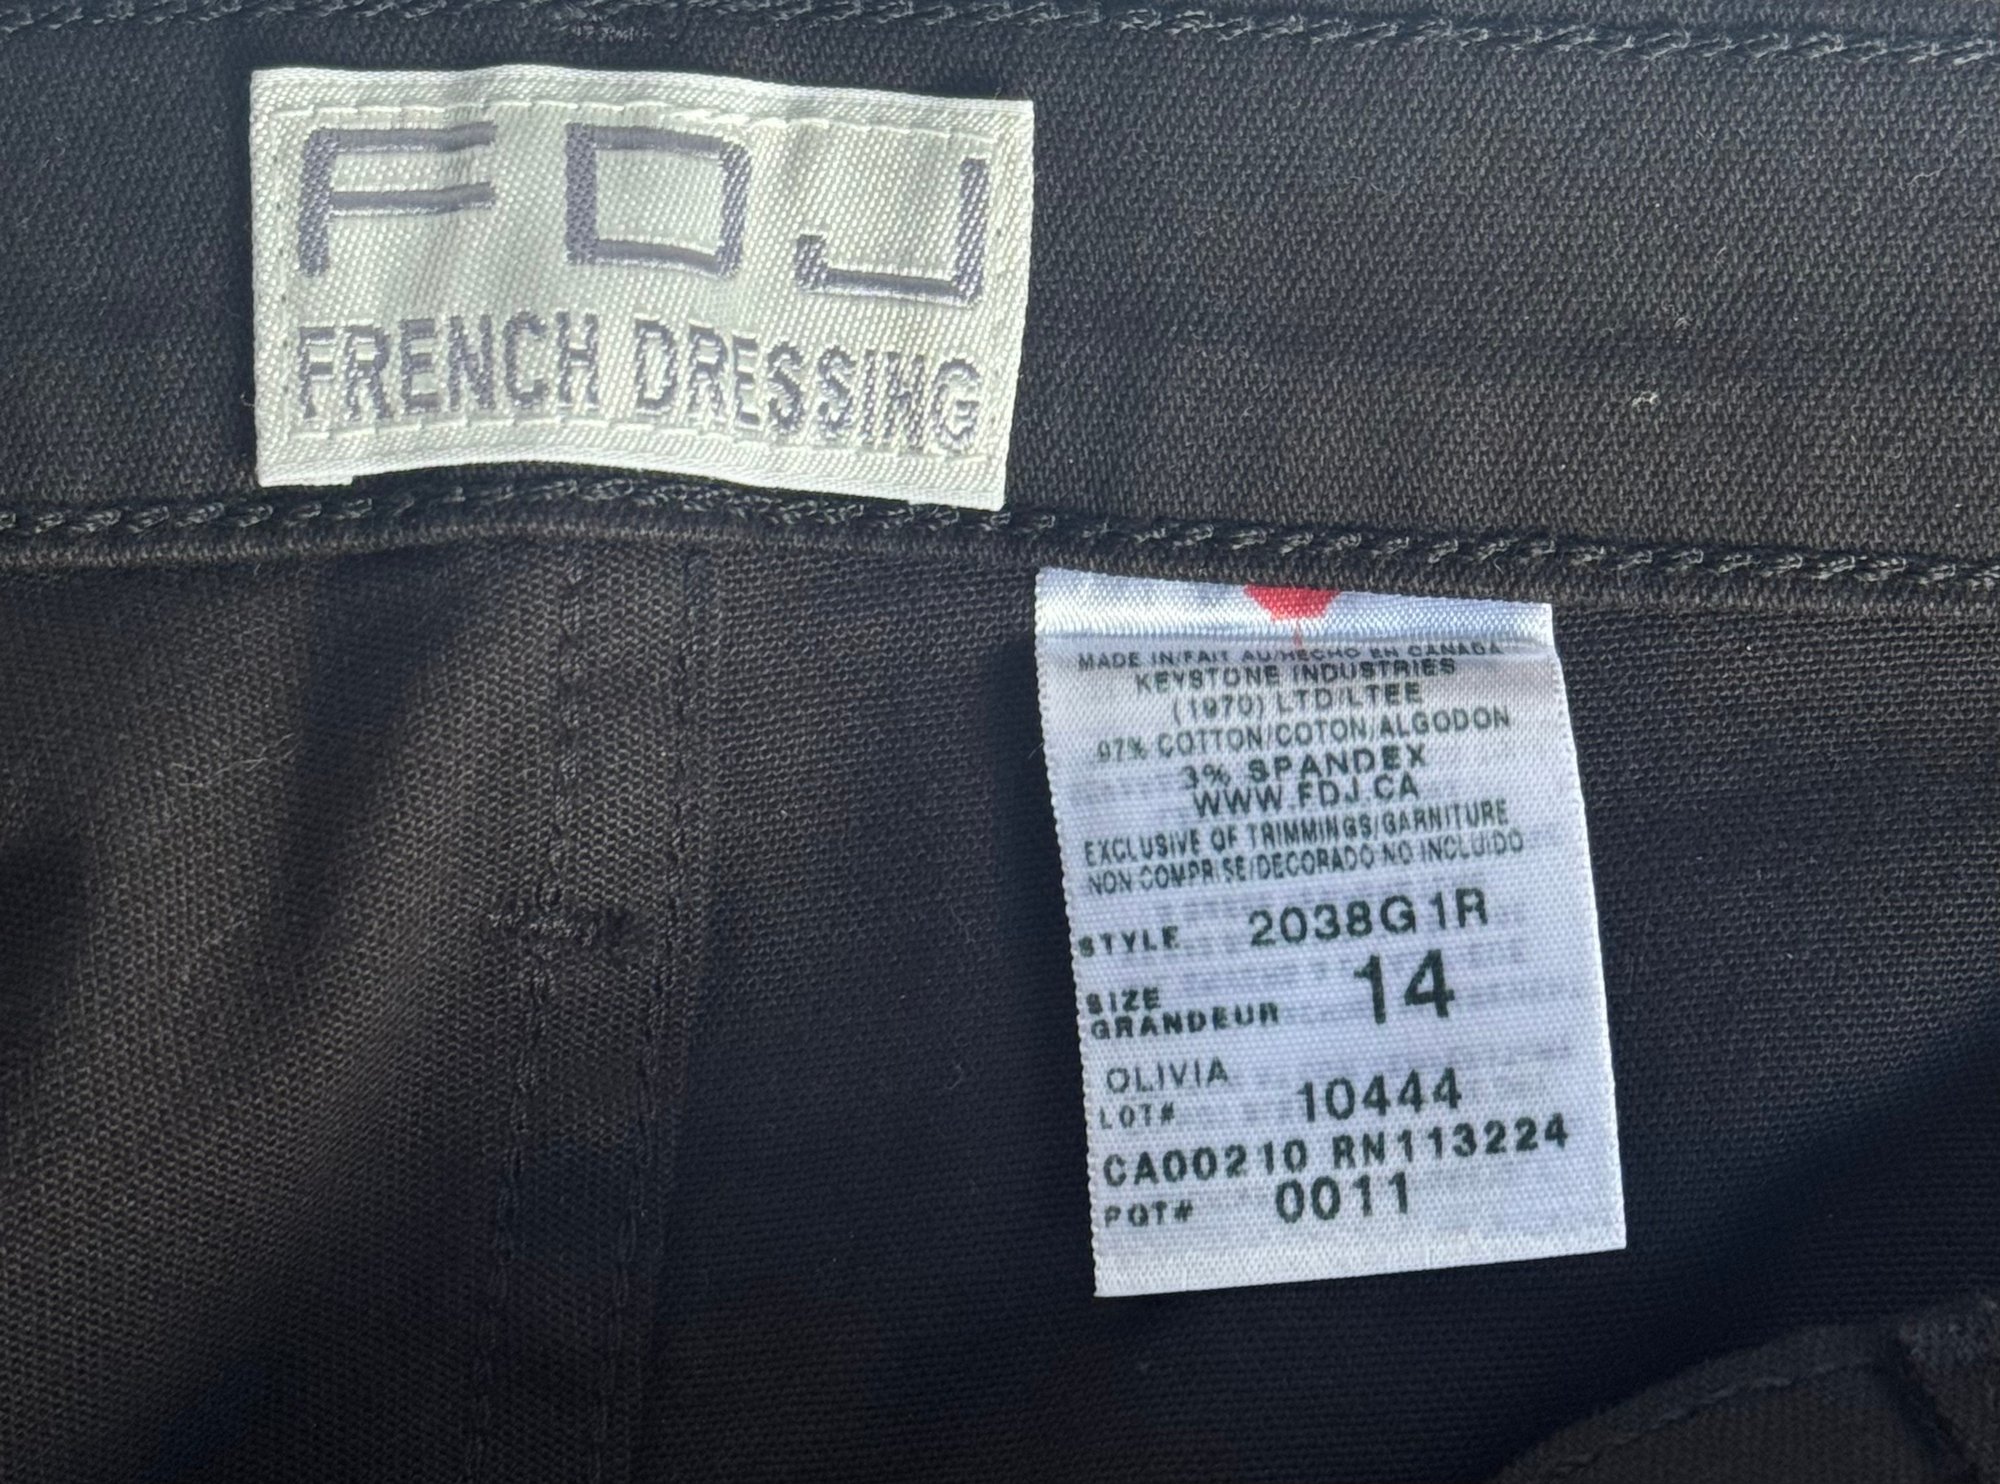 FDJ
FRENCH DRESSING
MADE IN/FAIT AU/HECHO EN CANADA
KEYSTONE INDUSTRIES
(1970) LTD/LTEE
97% COTTON/COTON/ALGODON
3% SPANDEX
WWW.FDJ.CA
EXCLUSIVE OF TRIMMINGS/GARNITURE
NON COMPRISE/DECORADO NO INCLUIDO
STYLE 2038G1R
SIZE 14
GRANDEUR
OLIVIA
LOT# 10444
CA00210 RN113224
PQT# 0011